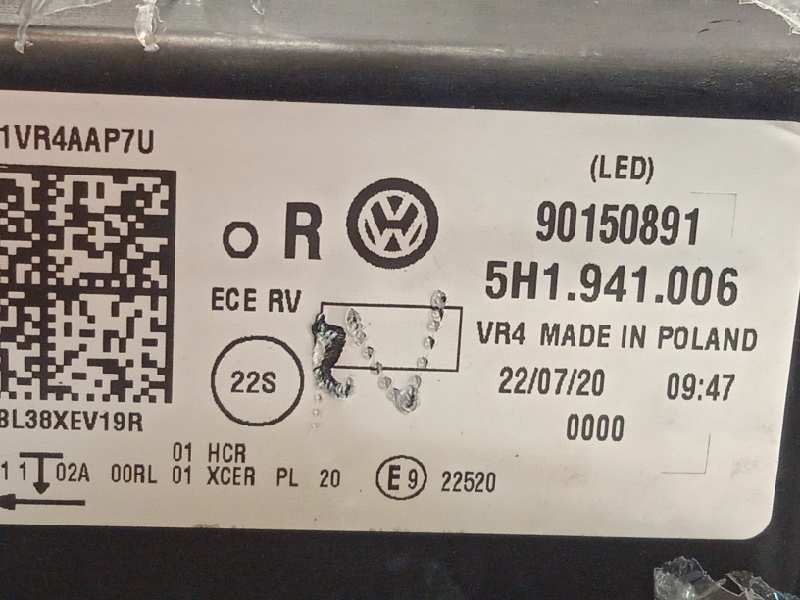 1VR4AAP7U
(LED)
o R
90150891
5H1.941.006
ECE RV
VR4 MADE IN POLAND
22S
22/07/20 09:47
0000
BL38XEV19R
01 HCR
11 02A 00RL 01 XCER PL 20 E9 22520